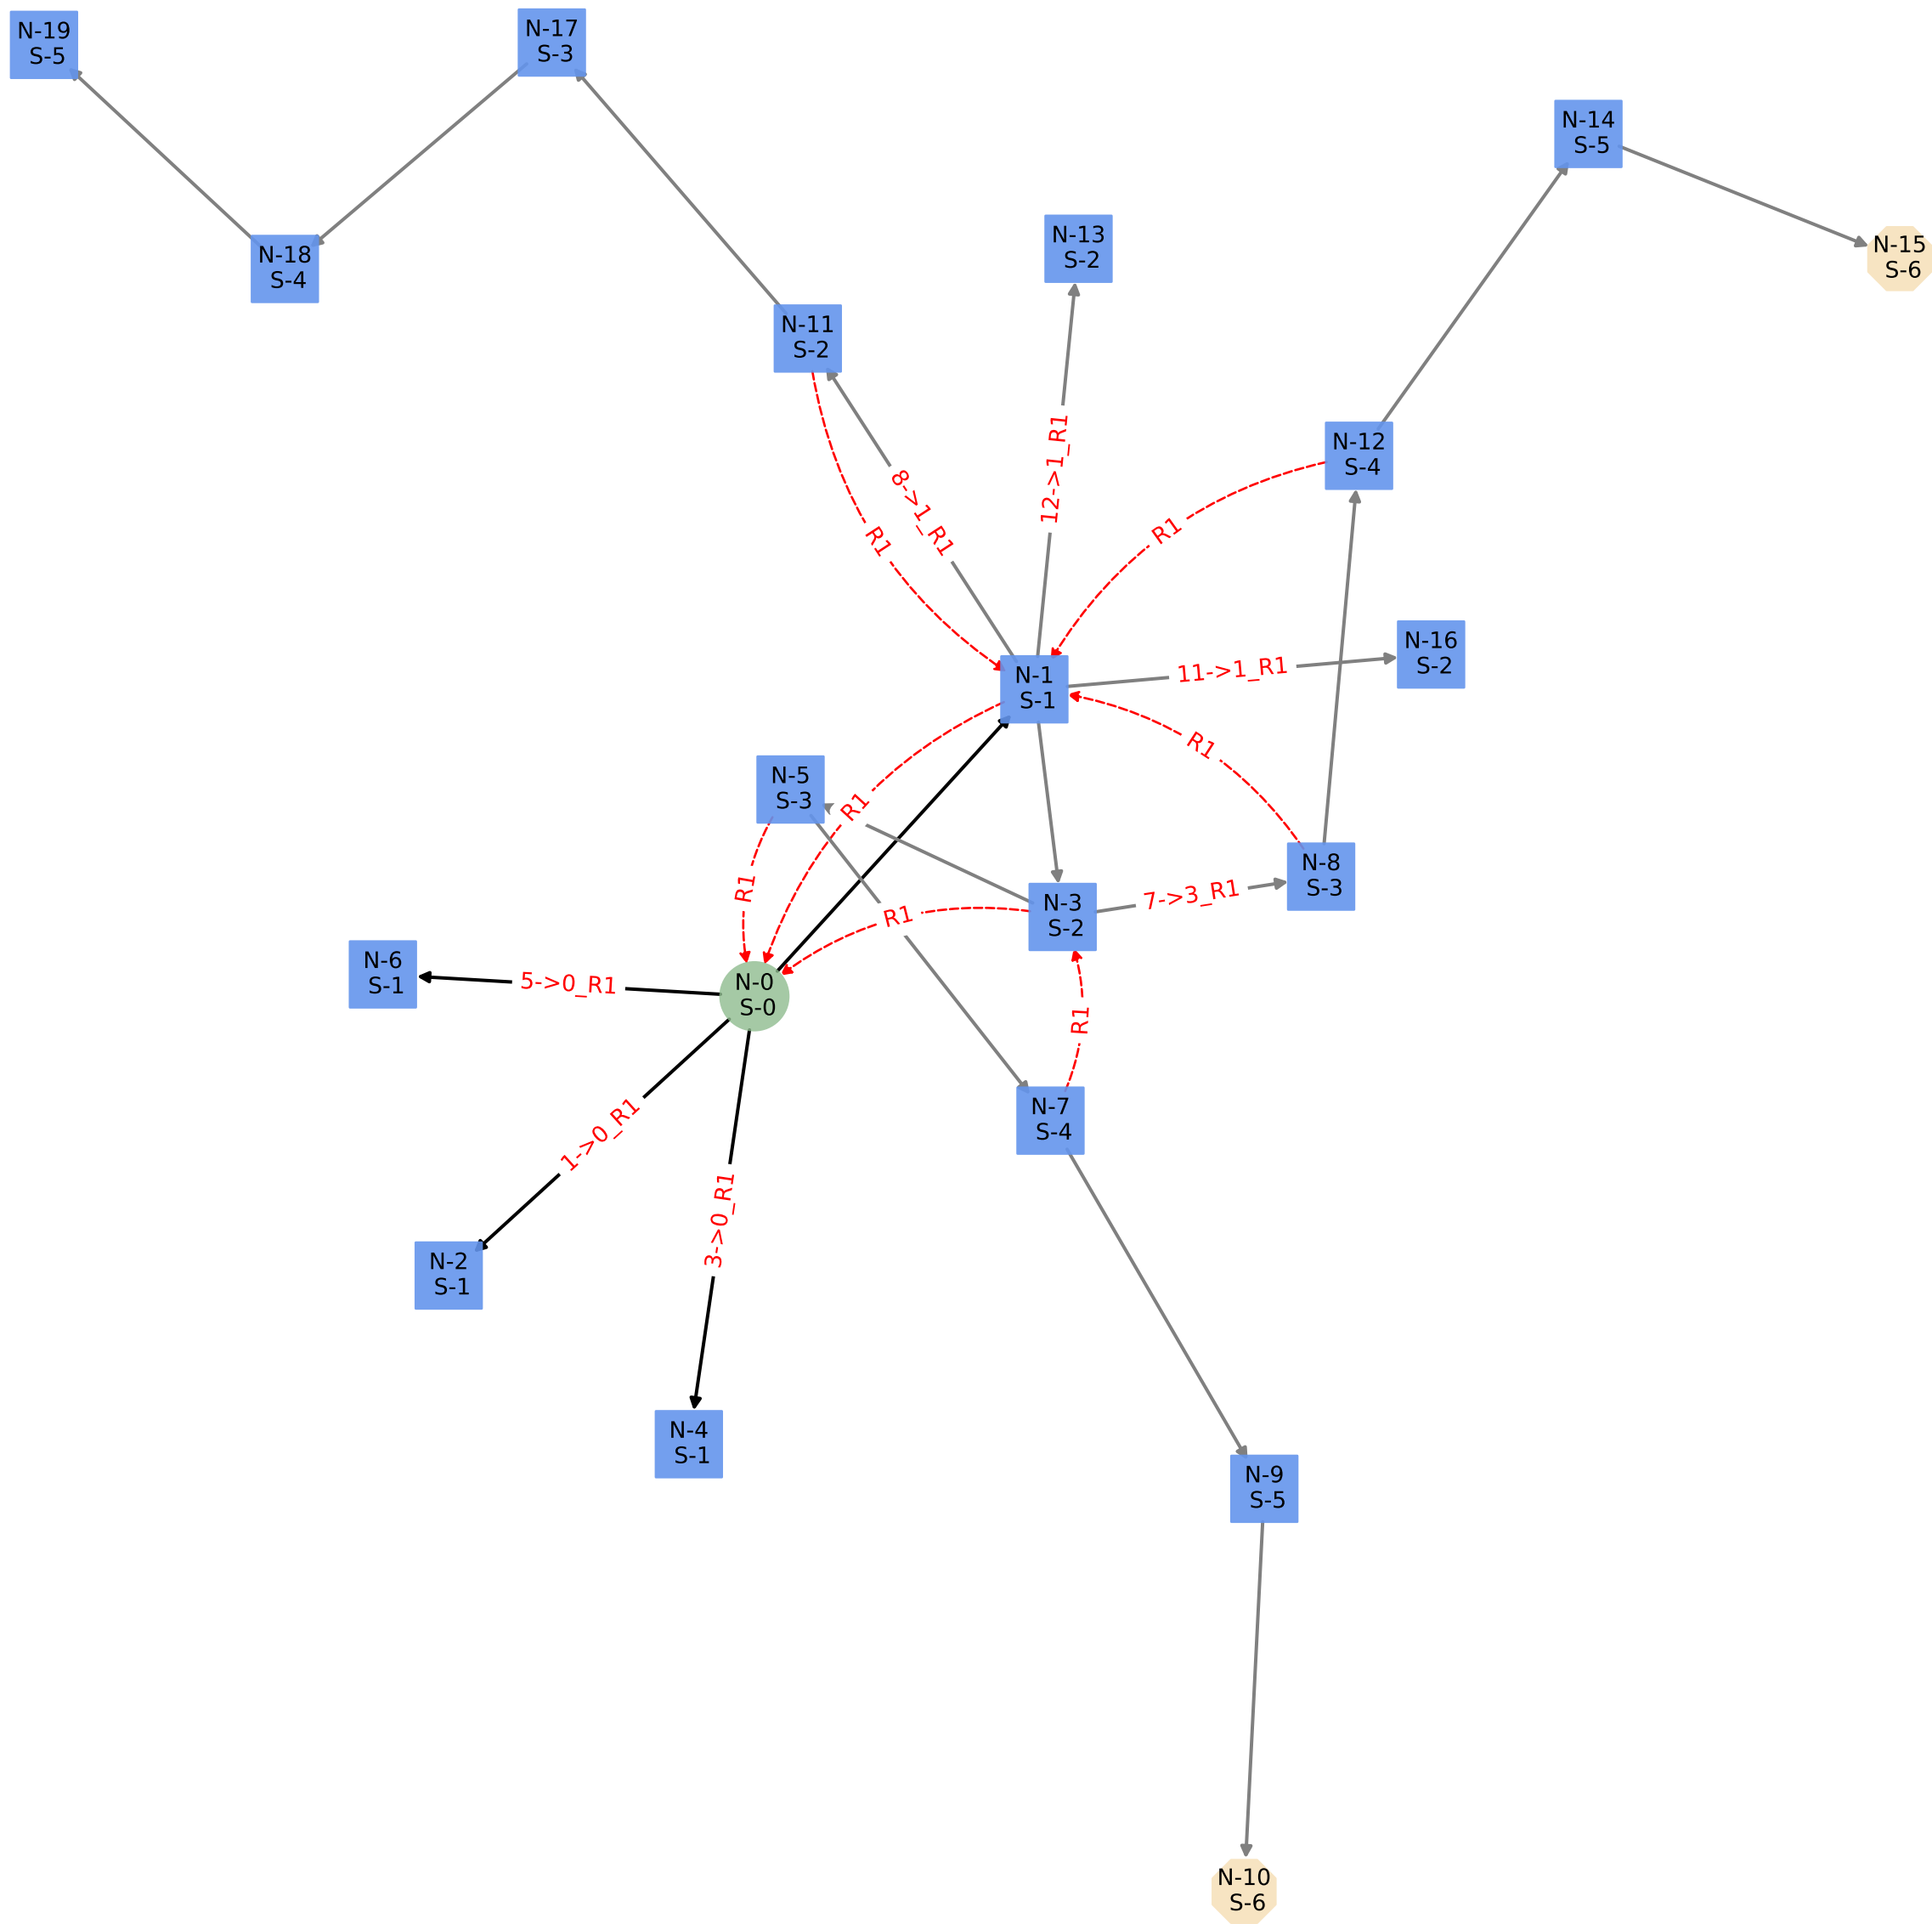 N-19
S-5
N-17
S-3
N-14
S-5
N-13
S-2
N-15
S-6
N-18
S-4
N-11
S-2
12->1_R1
N-12
S-4
8->1_R1
R1
R1
N-16
S-2
11->1_R1
N-1
S-1
R1
N-5
S-3
R1
N-8
S-3
R1
7->3_R1
N-3
S-2
R1
N-6
S-1
5->0_R1
N-0
S-0
R1
N-7
S-4
1->0_R1
3->0_R1
N-2
S-1
N-4
S-1
N-9
S-5
N-10
S-6